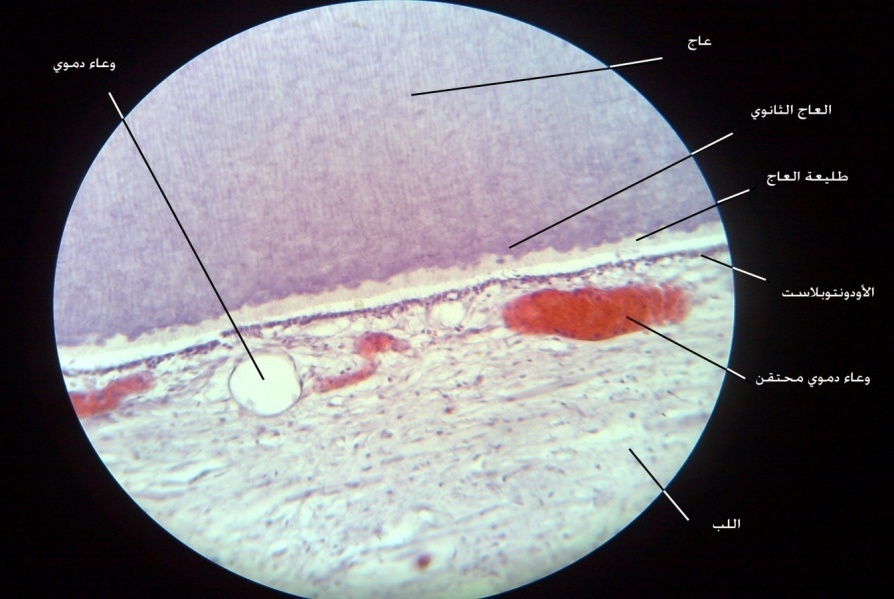 عاج
وعاء دموي
العاج الثانوي
طليعة العاج
الأودونتوبلاست
وعاء دموي محتقن
اللب